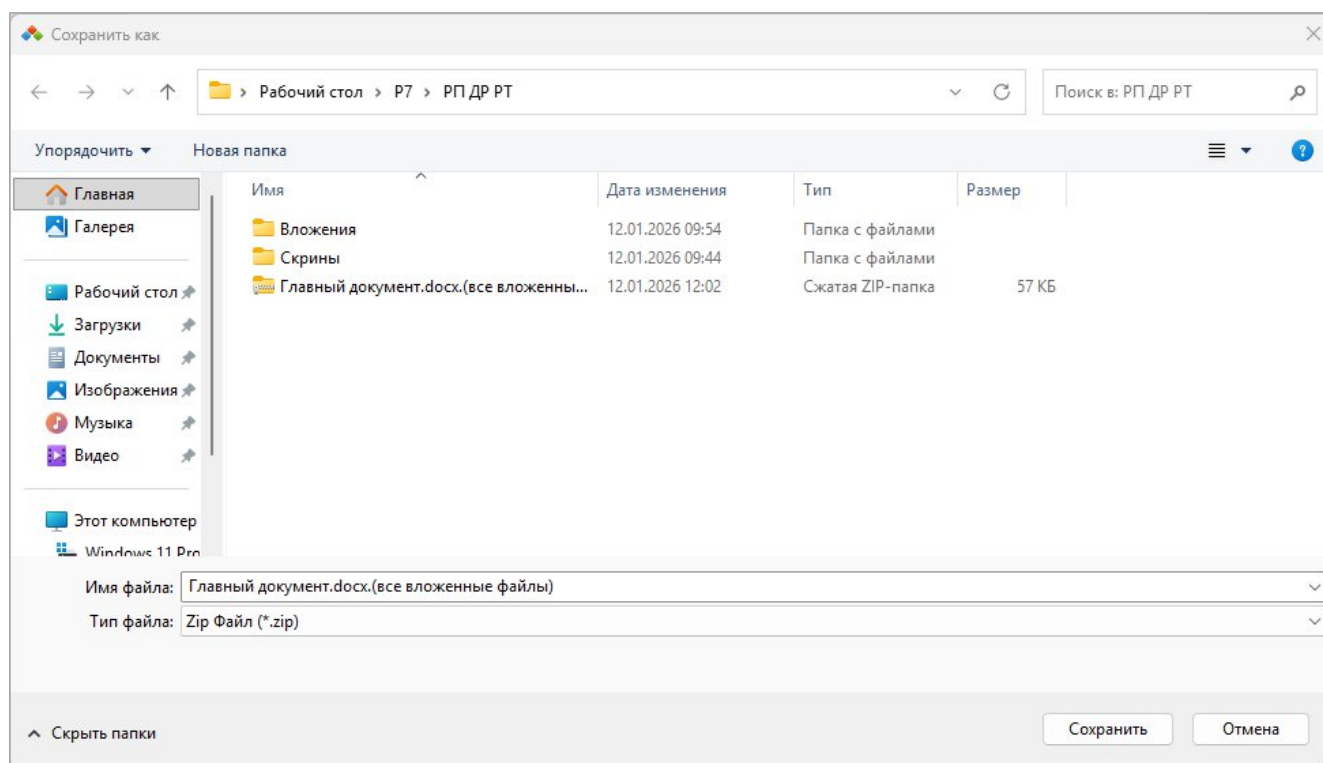 Сохранить как
Рабочий стол > Р7 > РП ДР РТ
Поиск в: РП ДР РТ
Упорядочить
Новая папка
Главная
Галерея
Рабочий стол
Загрузки
Документы
Изображения
Музыка
Видео
Этот компьютер
Windows 11 Pro
Имя Дата изменения Тип Размер
Вложения 12.01.2026 09:54 Папка с файлами
Скрины 12.01.2026 09:44 Папка с файлами
Главный документ.docx.(все вложенны... 12.01.2026 12:02 Сжатая ZIP-папка 57 КБ
Имя файла: Главный документ.docx.(все вложенные файлы)
Тип файла: Zip Файл (*.zip)
Скрыть папки
Сохранить
Отмена